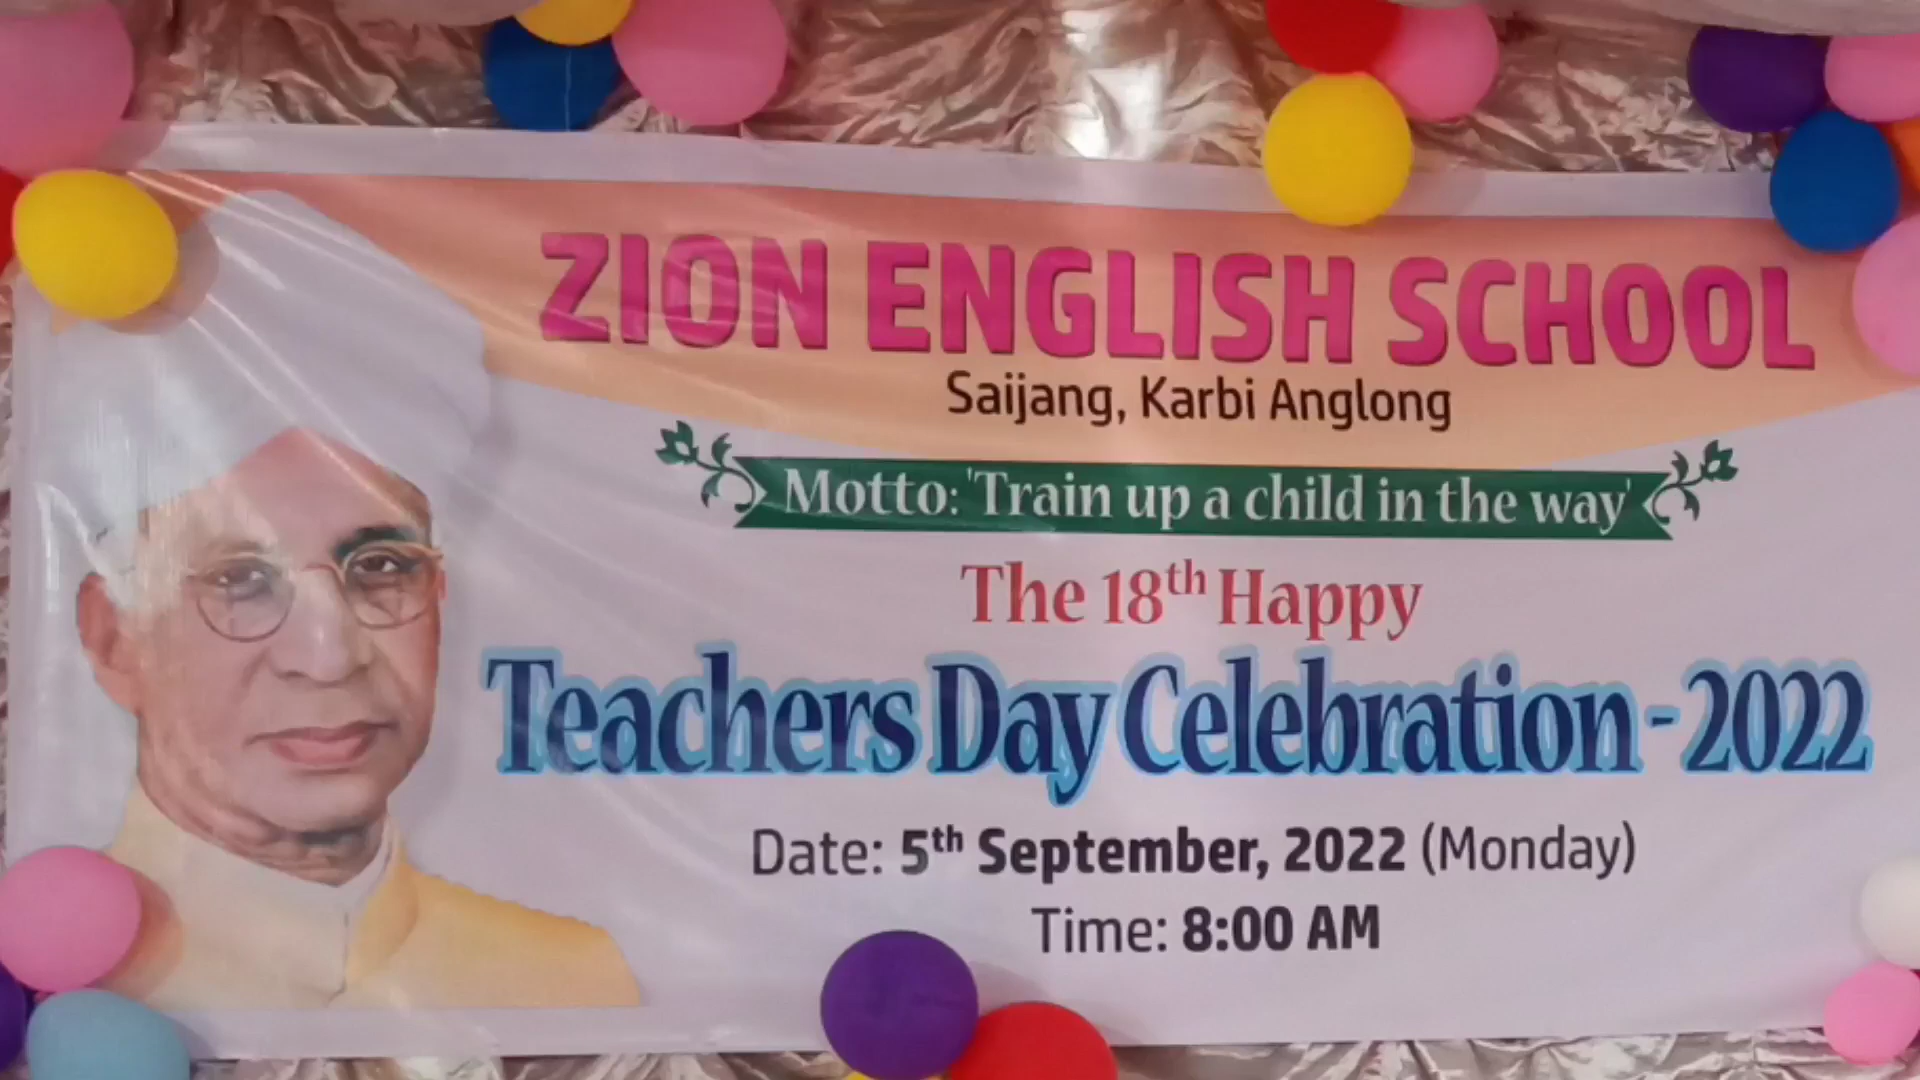 ZION ENGLISH SCHOOL
Saijang, Karbi Anglong
Motto: 'Train up a child in the way'
The 18th Happy
Teachers Day Celebration - 2022
Date: 5th September, 2022 (Monday)
Time: 8:00 AM